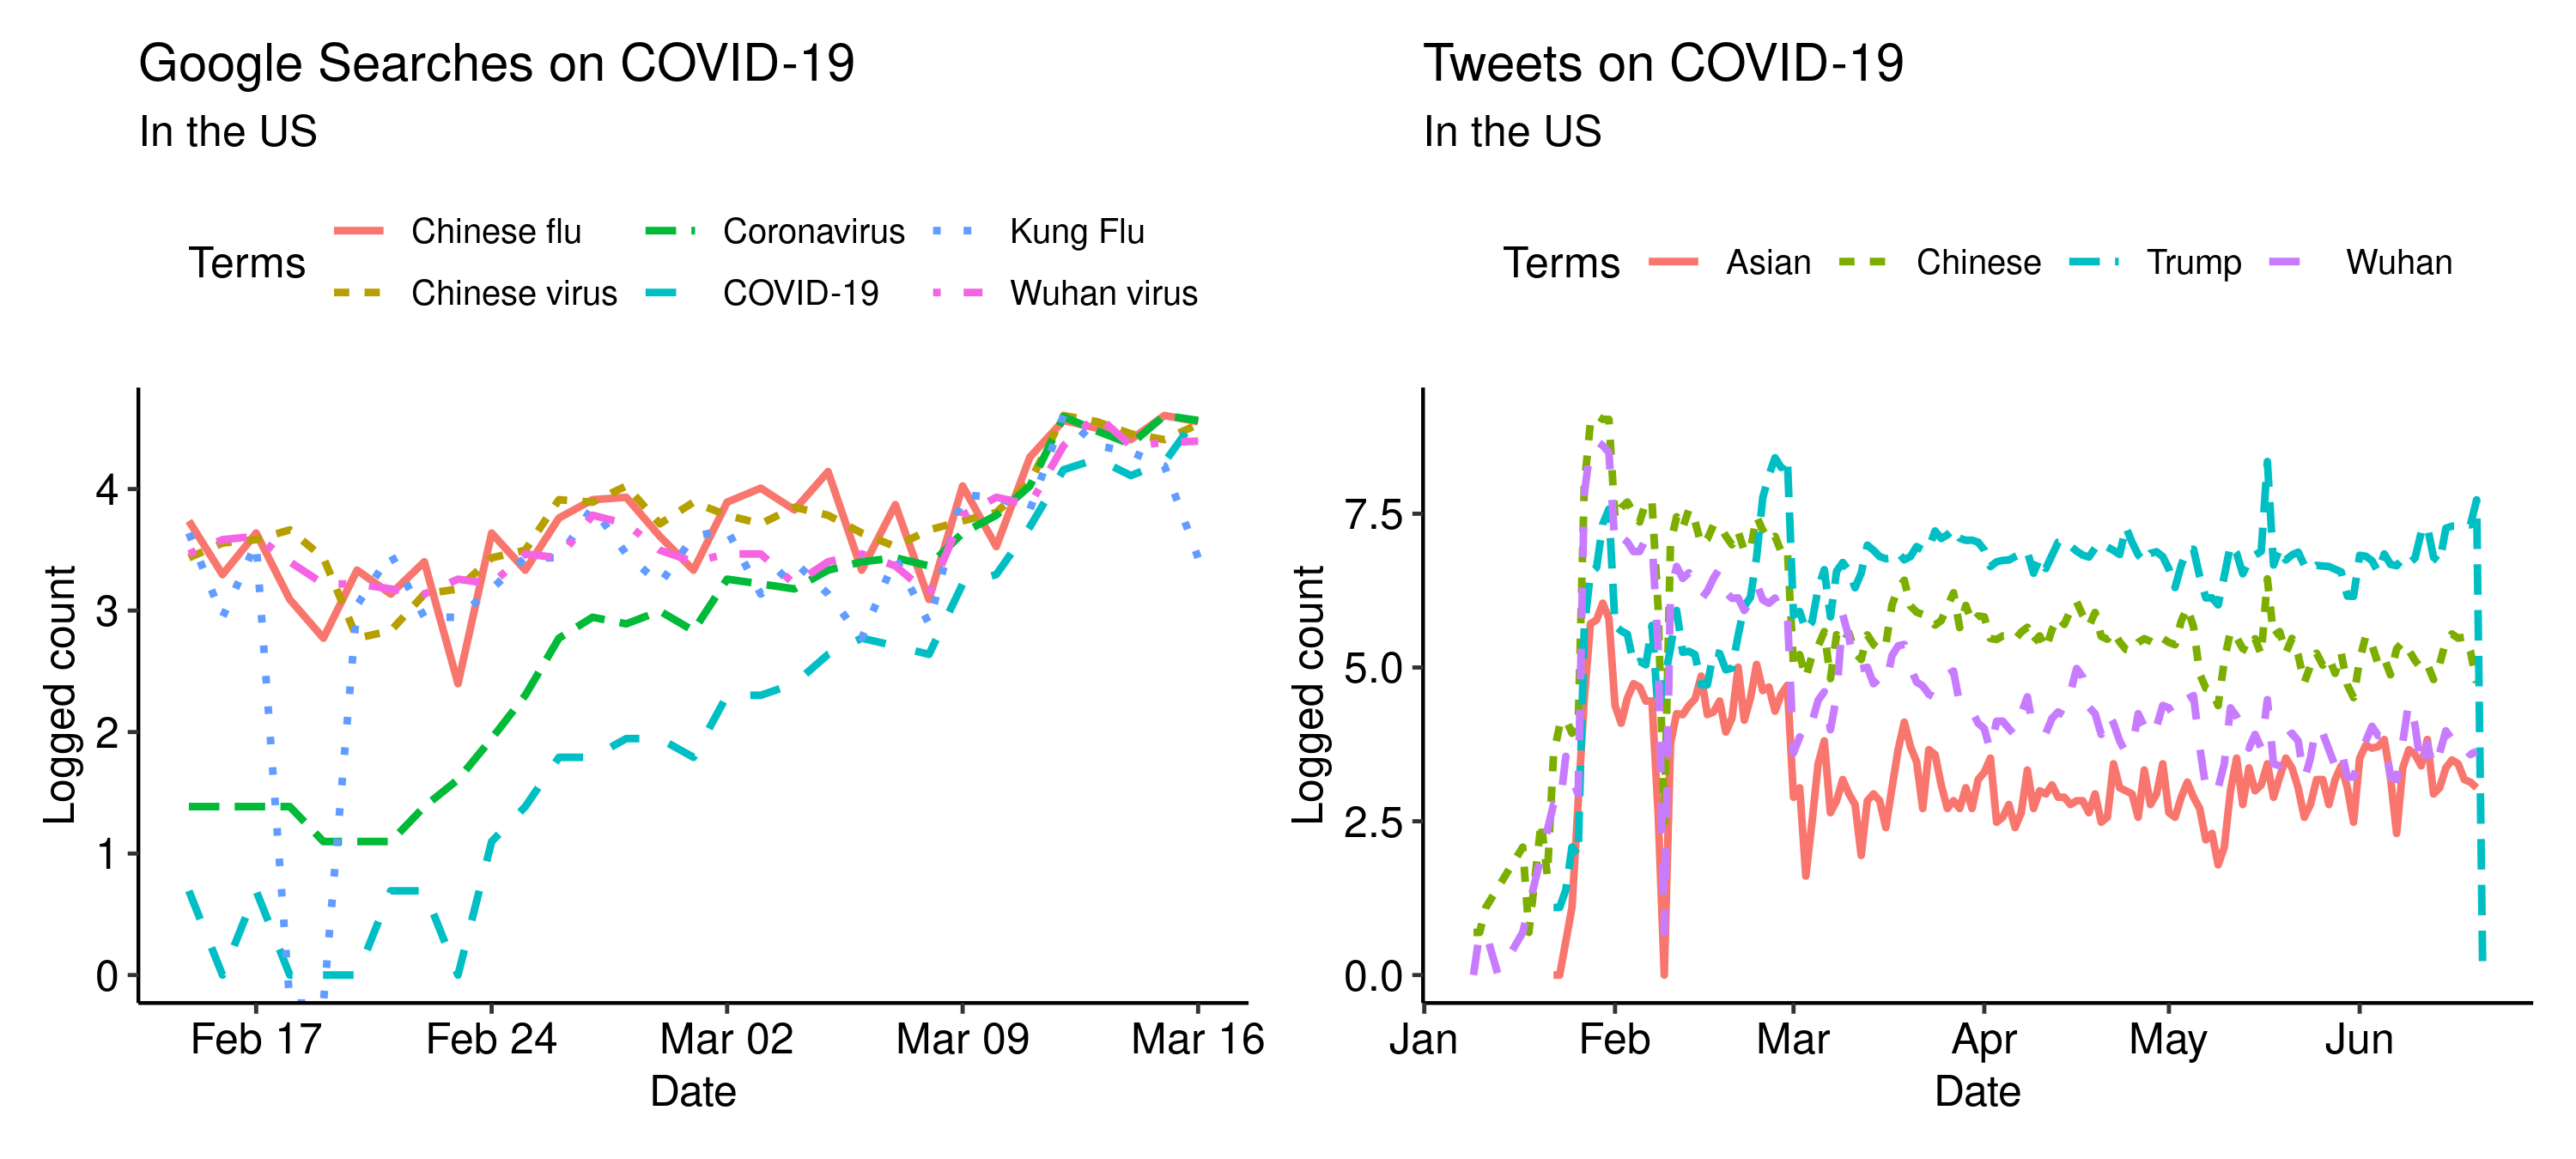 Google Searches on COVID-19
In the US
Terms
Chinese flu
Coronavirus
Kung Flu
Chinese virus
COVID-19
Wuhan virus
Logged count
4
3
2
1
0
Feb 17
Feb 24
Mar 02
Mar 09
Mar 16
Date
Tweets on COVID-19
In the US
Terms
Asian
Chinese
Trump
Wuhan
Logged count
7.5
5.0
2.5
0.0
Jan
Feb
Mar
Apr
May
Jun
Date